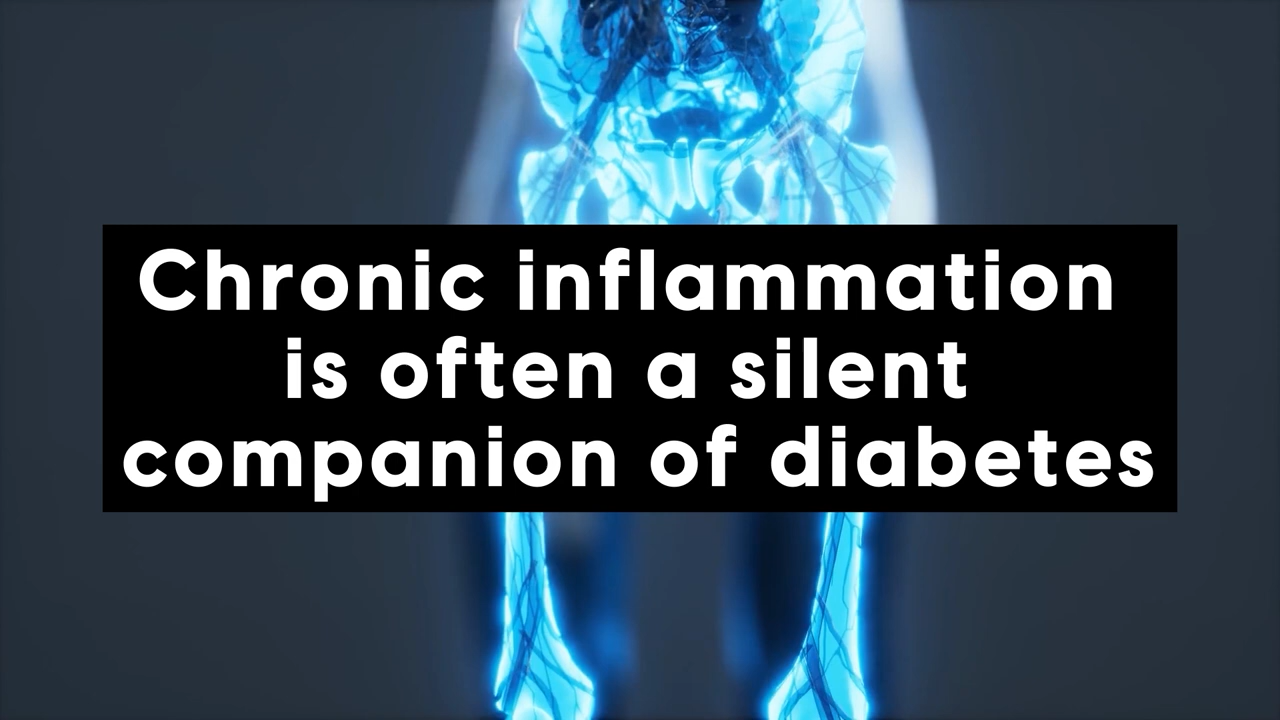 Chronic inflammation
is often a silent
companion of diabetes